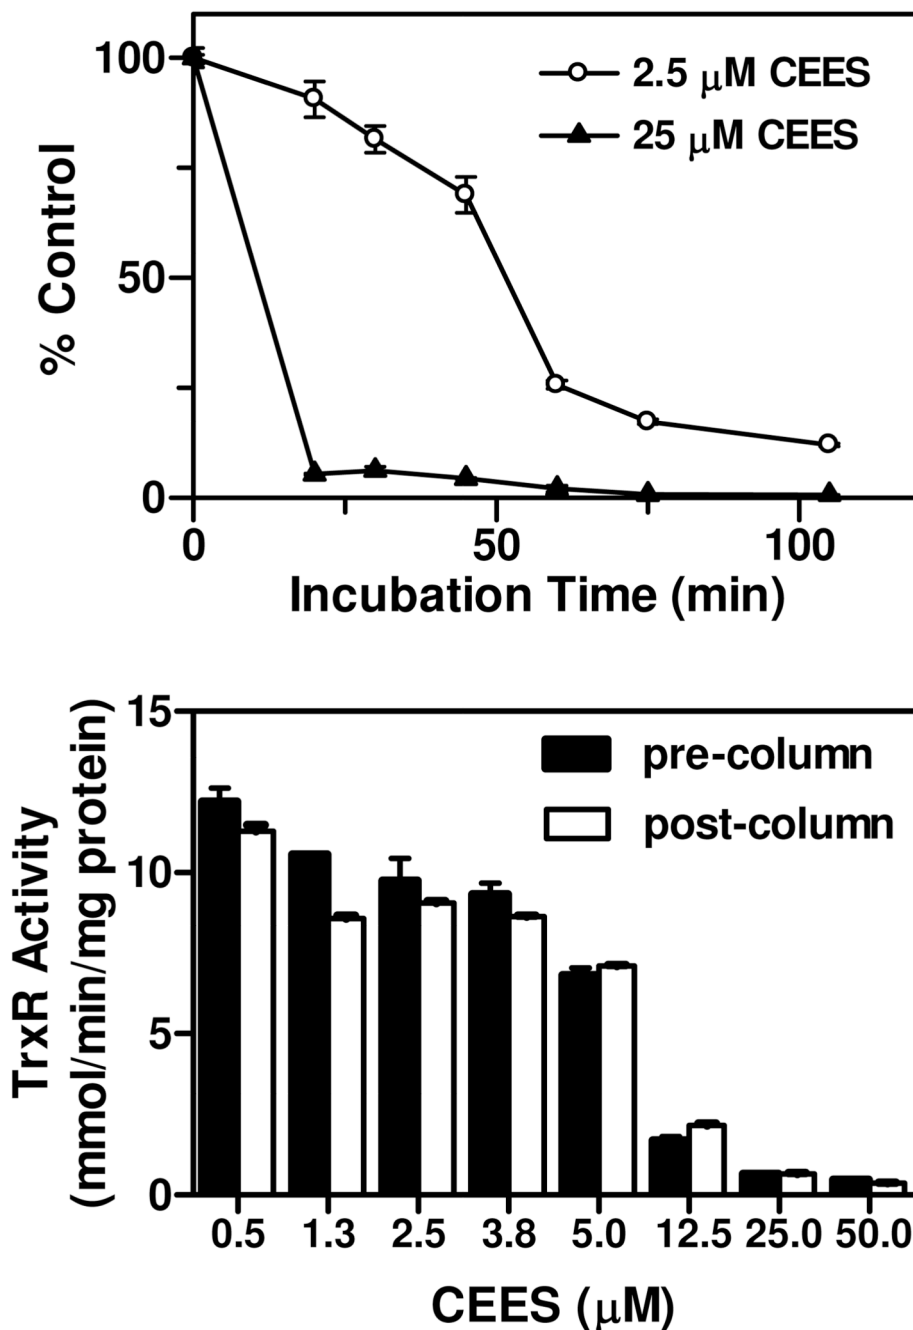 100
50
0
% Control
2.5 μM CEES
25 μM CEES
0 50 100
Incubation Time (min)
15
10
5
0
TrxR Activity
(mmol/min/mg protein)
pre-column
post-column
0.5 1.3 2.5 3.8 5.0 12.5 25.0 50.0
CEES (μM)